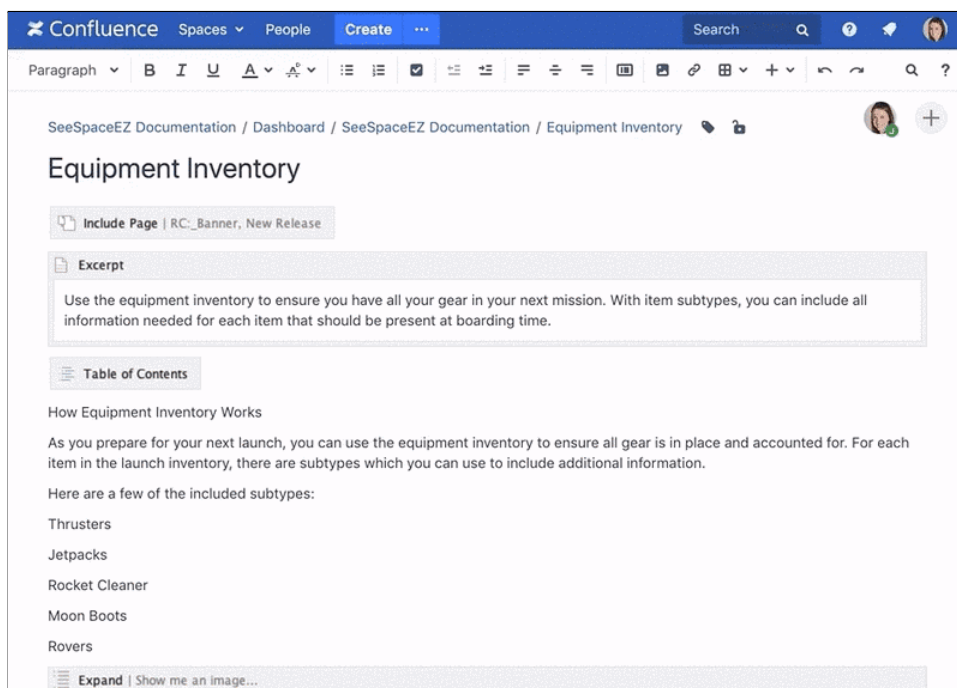 Confluence Spaces People Create ··· Search ?
Paragraph B I U A A ?
SeeSpaceEZ Documentation / Dashboard / SeeSpaceEZ Documentation / Equipment Inventory
J
Equipment Inventory
Include Page | RC:_Banner, New Release
Excerpt
Use the equipment inventory to ensure you have all your gear in your next mission. With item subtypes, you can include all
information needed for each item that should be present at boarding time.
Table of Contents
How Equipment Inventory Works
As you prepare for your next launch, you can use the equipment inventory to ensure all gear is in place and accounted for. For each
item in the launch inventory, there are subtypes which you can use to include additional information.
Here are a few of the included subtypes:
Thrusters
Jetpacks
Rocket Cleaner
Moon Boots
Rovers
Expand | Show me an image...